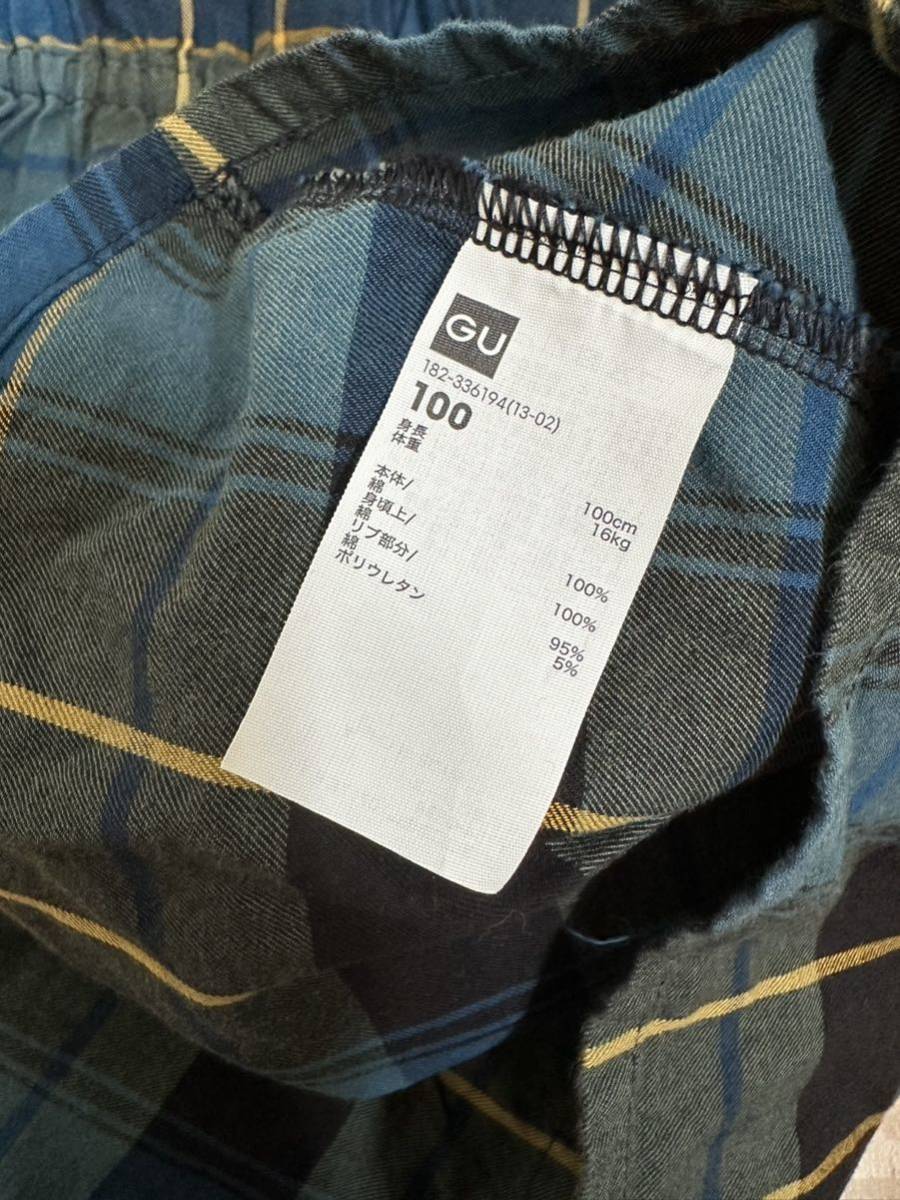 GU
182-336194(13-02)
100
身長 100cm
体重 16kg
本体/
綿 100%
身頃上/
綿 100%
リブ部分/
綿 95%
ポリウレタン 5%